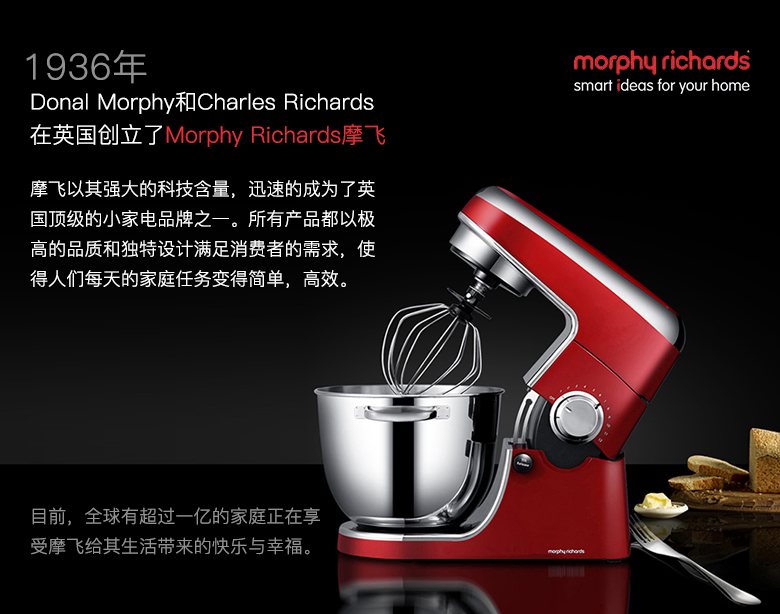 1936年
Donal Morphy和Charles Richards
在英国创立了Morphy Richards摩飞
morphy richards
smart ideas for your home
摩飞以其强大的科技含量，迅速的成为了英
国顶级的小家电品牌之一。所有产品都以极
高的品质和独特设计满足消费者的需求，使
得人们每天的家庭任务变得简单，高效。
目前，全球有超过一亿的家庭正在享
受摩飞给其生活带来的快乐与幸福。
morphy richards